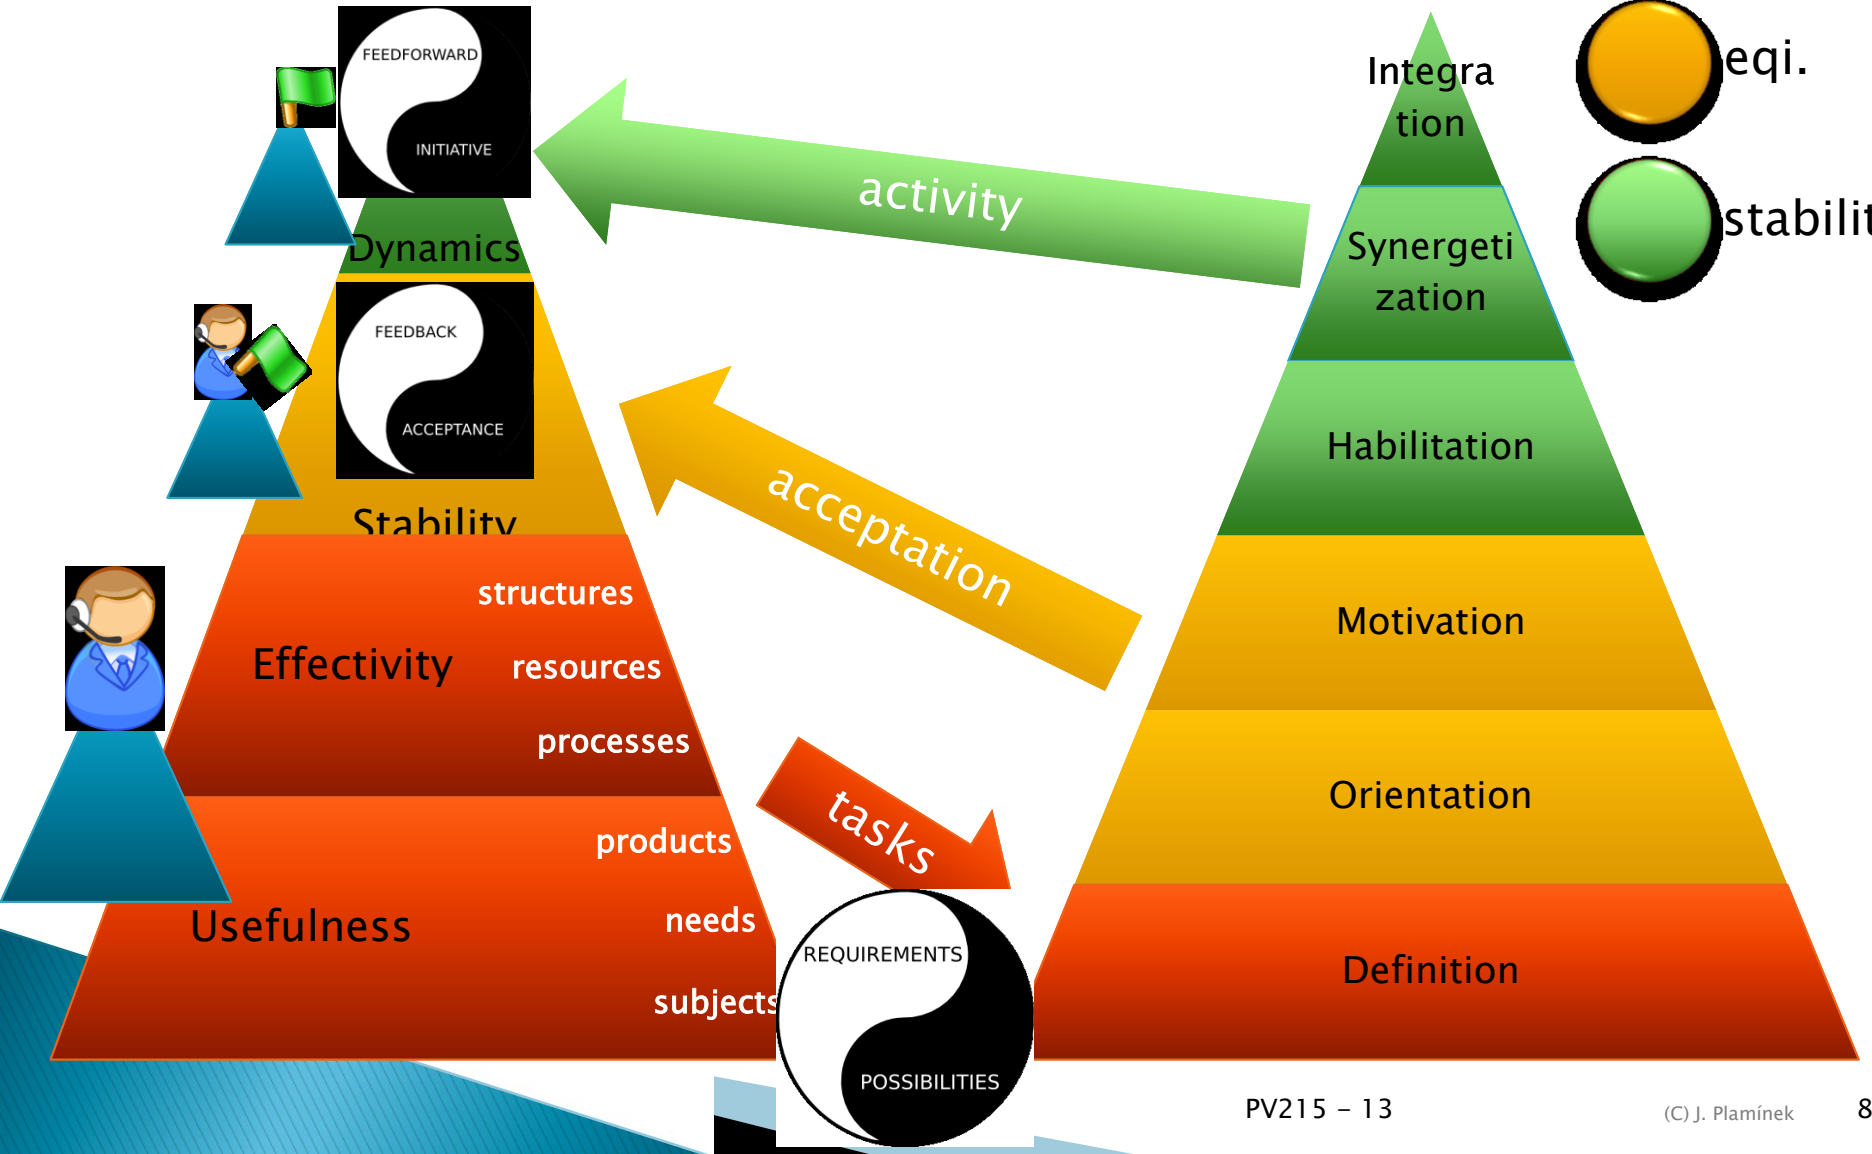 FEEDFORWARD
INITIATIVE
Dynamics
FEEDBACK
ACCEPTANCE
Stability
structures
Effectivity
resources
processes
products
needs
Usefulness
subjects
activity
acceptation
tasks
REQUIREMENTS
POSSIBILITIES
Integra
tion
Synergeti
zation
Habilitation
Motivation
Orientation
Definition
eqi.
stabilit
PV215 – 13
(C) J. Plamínek
8